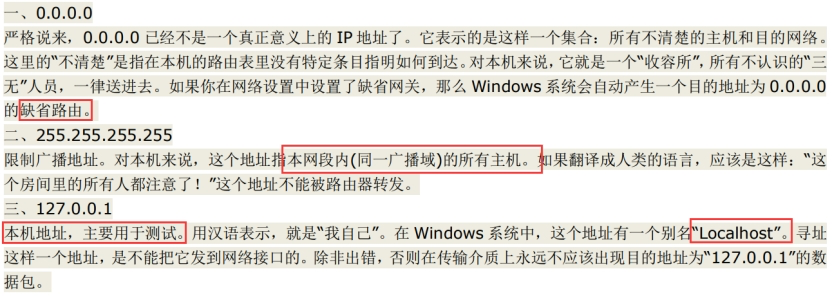 一、0.0.0.0
严格说来，0.0.0.0 已经不是一个真正意义上的 IP 地址了。它表示的是这样一个集合：所有不清楚的主机和目的网络。
这里的“不清楚”是指在本机的路由表里没有特定条目指明如何到达。对本机来说，它就是一个“收容所”，所有不认识的“三
无”人员，一律送进去。如果你在网络设置中设置了缺省网关，那么 Windows 系统会自动产生一个目的地址为 0.0.0.0
的缺省路由。
二、255.255.255.255
限制广播地址。对本机来说，这个地址指本网段内(同一广播域)的所有主机。如果翻译成人类的语言，应该是这样：“这
个房间里的所有人都注意了！”这个地址不能被路由器转发。
三、127.0.0.1
本机地址，主要用于测试。用汉语表示，就是“我自己”。在 Windows 系统中，这个地址有一个别名“Localhost”。寻址
这样一个地址，是不能把它发到网络接口的。除非出错，否则在传输介质上永远不应该出现目的地址为“127.0.0.1”的数
据包。